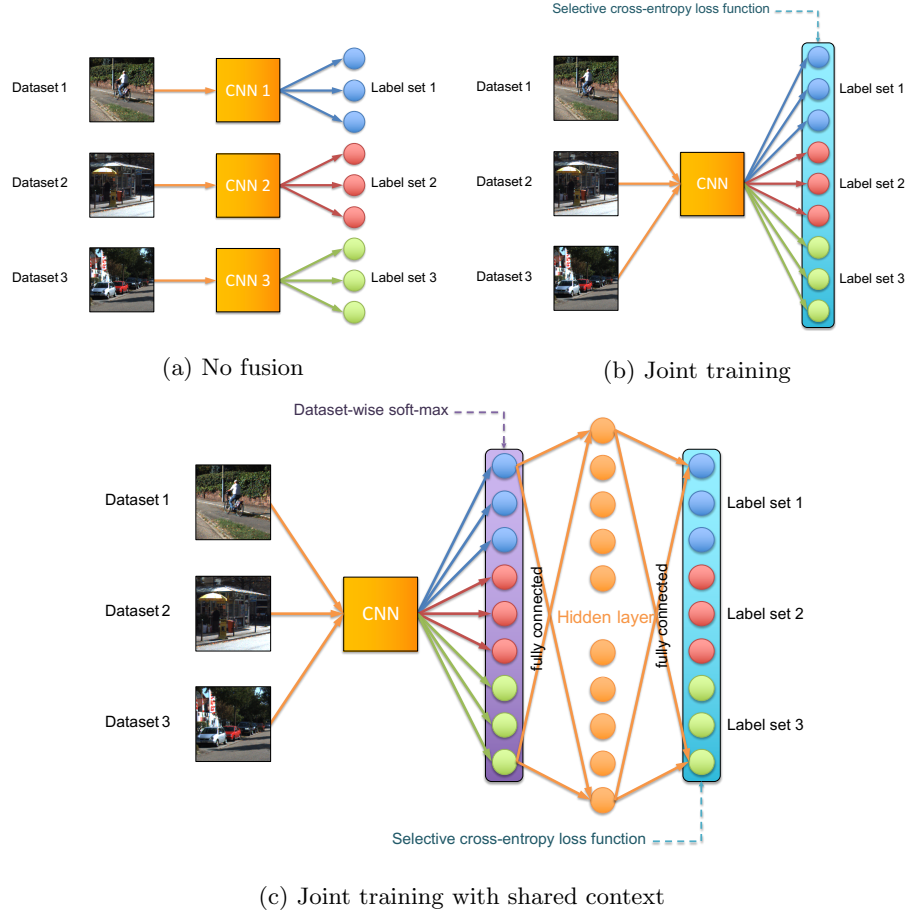 Selective cross-entropy loss function
Dataset 1
CNN 1
Label set 1
Dataset 2
CNN 2
Label set 2
Dataset 3
CNN 3
Label set 3
(a) No fusion
Dataset 1
Dataset 2
Dataset 3
CNN
Label set 1
Label set 2
Label set 3
(b) Joint training
Dataset-wise soft-max
Dataset 1
Dataset 2
Dataset 3
CNN
fully connected
Hidden layer
fully connected
Label set 1
Label set 2
Label set 3
Selective cross-entropy loss function
(c) Joint training with shared context